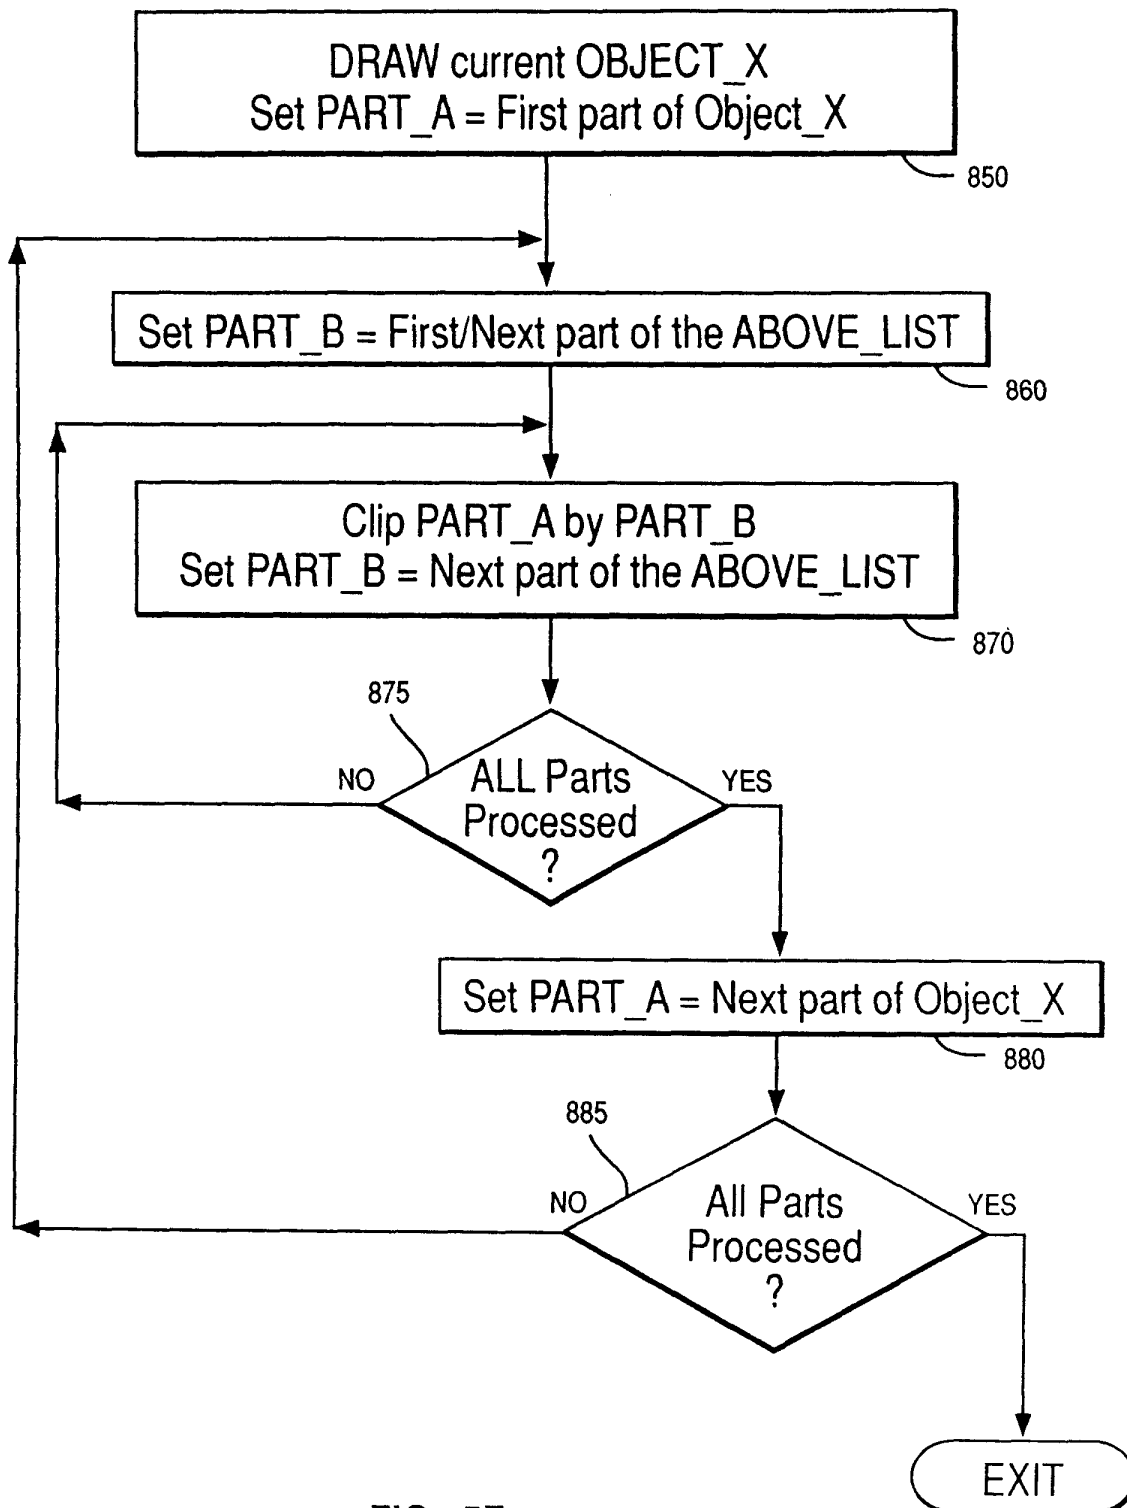 DRAW current OBJECT_X
Set PART_A = First part of Object_X
850
Set PART_B = First/Next part of the ABOVE_LIST
860
Clip PART_A by PART_B
Set PART_B = Next part of the ABOVE_LIST
870
875
NO
ALL Parts
YES
Processed
?
Set PART_A = Next part of Object_X
880
885
NO
All Parts
YES
Processed
?
EXIT